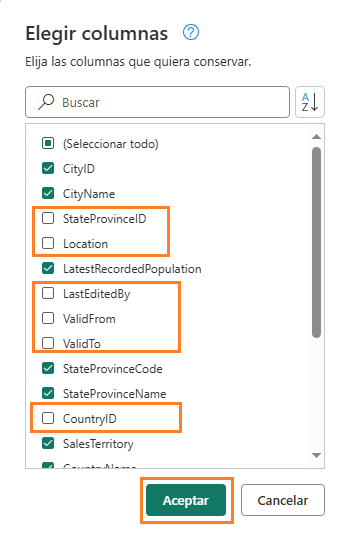 Elegir columnas
Elija las columnas que quiera conservar.
Buscar
(Seleccionar todo)
CityID
CityName
StateProvinceID
Location
LatestRecordedPopulation
LastEditedBy
ValidFrom
ValidTo
StateProvinceCode
StateProvinceName
CountryID
SalesTerritory
CountryName
Aceptar
Cancelar